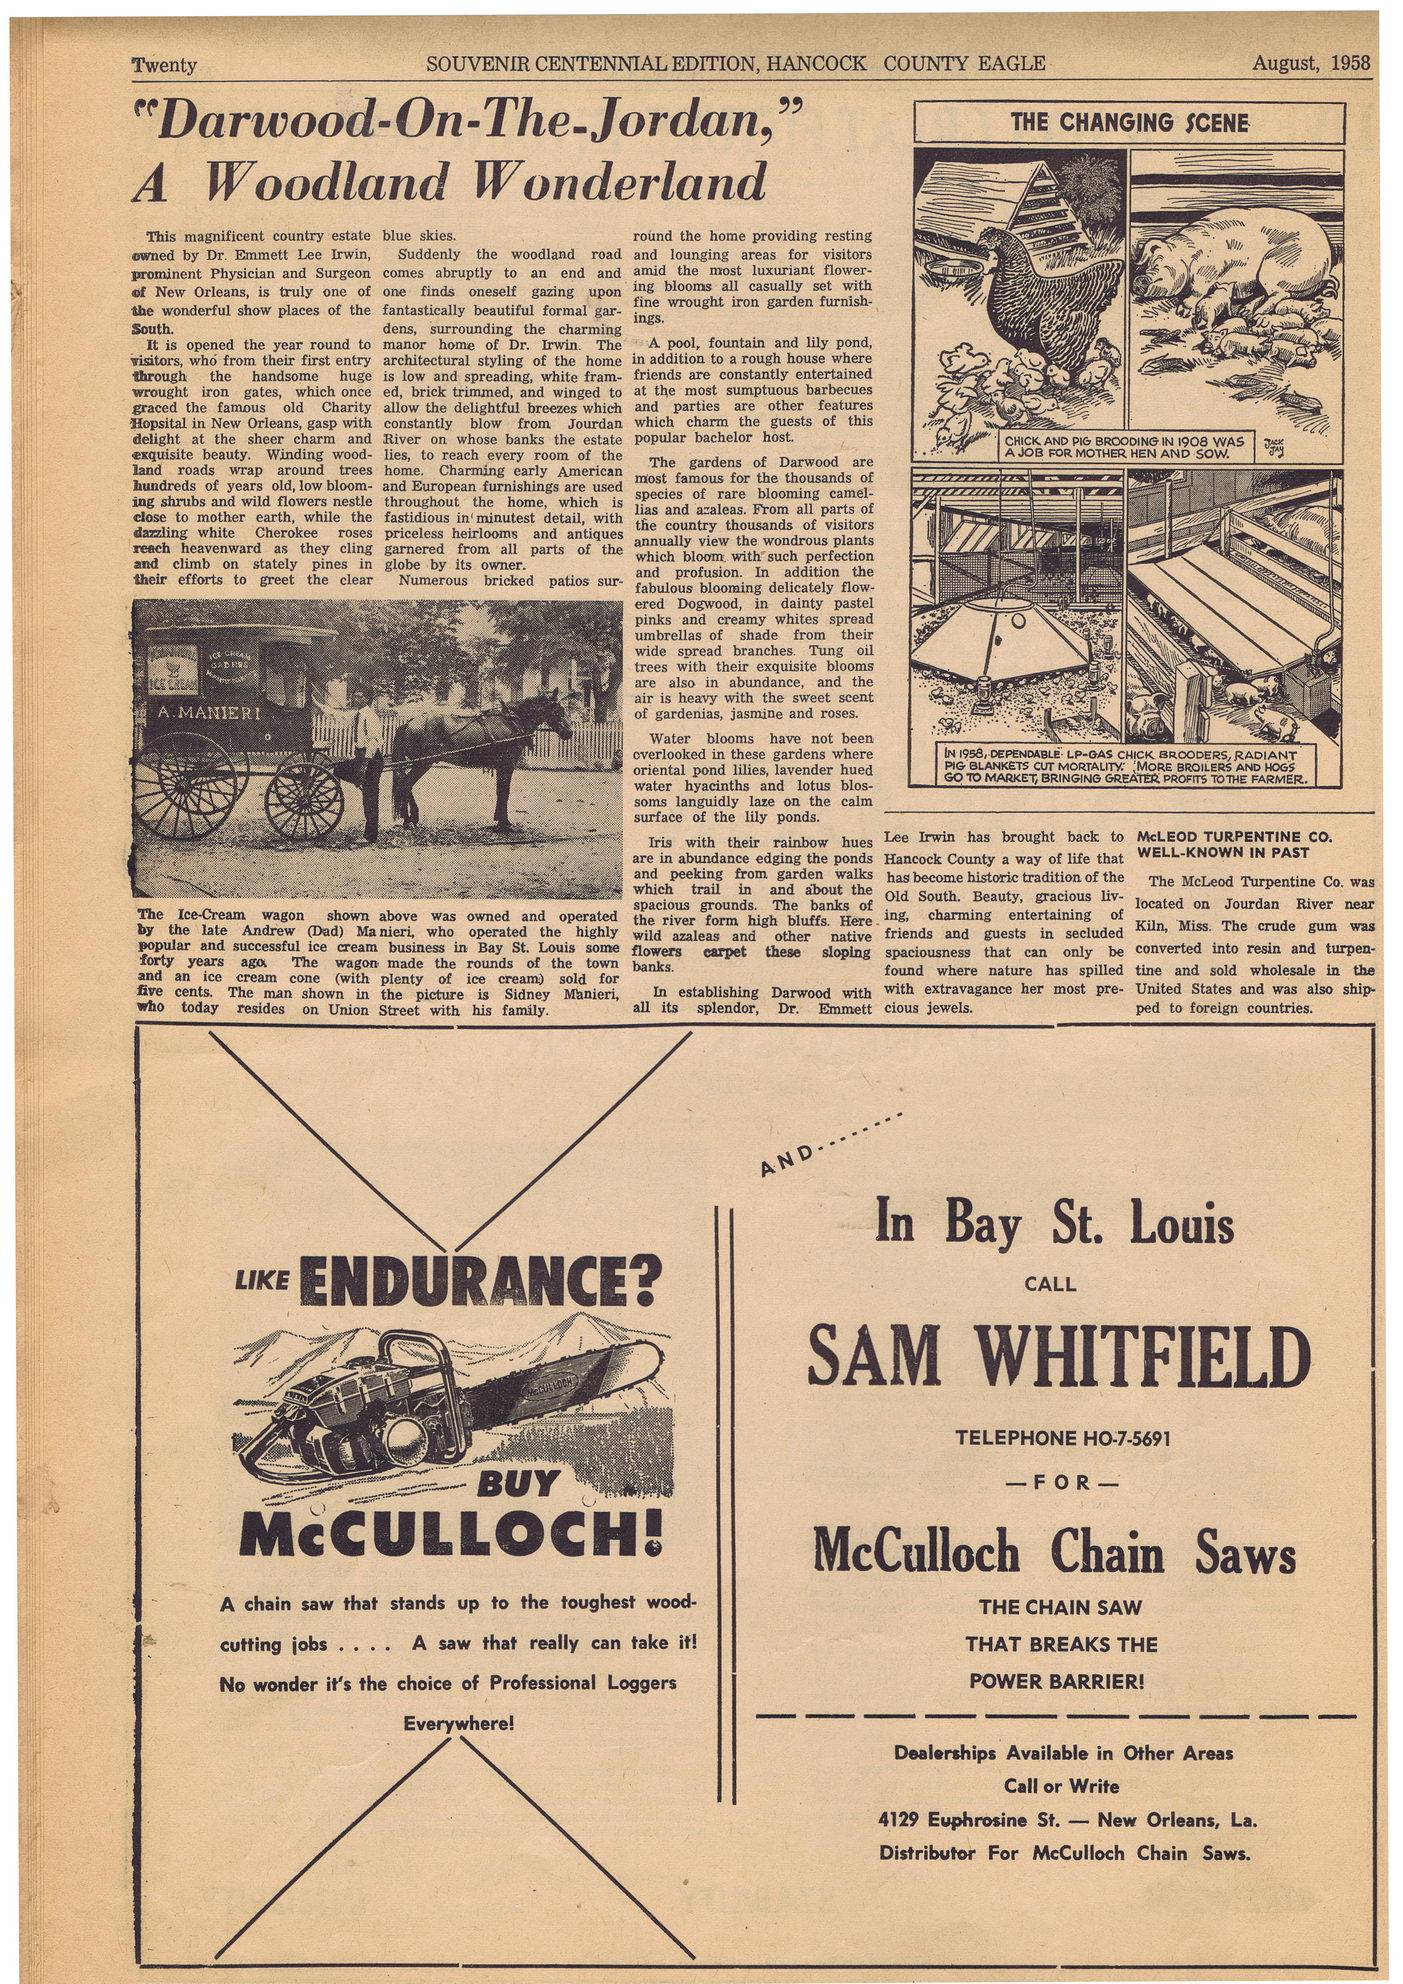 Twenty
SOUVENIR CENTENNIAL EDITION, HANCOCK COUNTY EAGLE
August, 1958
"Darwood-On-The-Jordan,"
A Woodland Wonderland
This magnificent country estate
owned by Dr. Emmett Lee Irwin,
prominent Physician and Surgeon
of New Orleans, is truly one of
the wonderful show places of the
South.
It is opened the year round to
visitors, who from their first entry
through the handsome huge
wrought iron gates, which once
graced the famous old Charity
Hopsital in New Orleans, gasp with
delight at the sheer charm and
exquisite beauty. Winding wood-
land roads wrap around trees
hundreds of years old, low bloom-
ing shrubs and wild flowers nestle
close to mother earth, while the
dazzling white Cherokee roses
reach heavenward as they cling
and climb on stately pines in
their efforts to greet the clear
blue skies.
Suddenly the woodland road
comes abruptly to an end and
one finds oneself gazing upon
fantastically beautiful formal gar-
dens, surrounding the charming
manor home of Dr. Irwin. The
architectural styling of the home
is low and spreading, white fram-
ed, brick trimmed, and winged to
allow the delightful breezes which
constantly blow from Jourdan
River on whose banks the estate
lies, to reach every room of the
home. Charming early American
and European furnishings are used
throughout the home, which is
fastidious in minutest detail, with
priceless heirlooms and antiques
garnered from all parts of the
globe by its owner.
Numerous bricked patios sur-
round the home providing resting
and lounging areas for visitors
amid the most luxuriant flower-
ing blooms all casually set with
fine wrought iron garden furnish-
ings.
A pool, fountain and lily pond,
in addition to a rough house where
friends are constantly entertained
at the most sumptuous barbecues
and parties are other features
which charm the guests of this
popular bachelor host.
The gardens of Darwood are
most famous for the thousands of
species of rare blooming camel-
lias and azaleas. From all parts of
the country thousands of visitors
annually view the wondrous plants
which bloom with such perfection
and profusion. In addition the
fabulous blooming delicately flow-
ered Dogwood, in dainty pastel
pinks and creamy whites spread
umbrellas of shade from their
wide spread branches. Tung oil
trees with their exquisite blooms
are also in abundance, and the
air is heavy with the sweet scent
of gardenias, jasmine and roses.
Water blooms have not been
overlooked in these gardens where
oriental pond lilies, lavender hued
water hyacinths and lotus blos-
soms languidly laze on the calm
surface of the lily ponds.
Iris with their rainbow hues
are in abundance edging the ponds
and peeking from garden walks
which trail in and about the
spacious grounds. The banks of
the river form high bluffs. Here
wild azaleas and other native
flowers carpet these sloping
banks.
In establishing Darwood with
all its splendor, Dr. Emmett
Lee Irwin has brought back to
Hancock County a way of life that
has become historic tradition of the
Old South. Beauty, gracious liv-
ing, charming entertaining of
friends and guests in secluded
spaciousness that can only be
found where nature has spilled
with extravagance her most pre-
cious jewels.
ICE CREAM
ICE CREAM
A. MANIERI
The Ice-Cream wagon shown above was owned and operated
by the late Andrew (Dad) Manieri, who operated the highly
popular and successful ice cream business in Bay St. Louis some
forty years ago. The wagon made the rounds of the town
and an ice cream cone (with plenty of ice cream) sold for
five cents. The man shown in the picture is Sidney Manieri,
who today resides on Union Street with his family.
THE CHANGING SCENE
CHICK AND PIG BROODING IN 1908 WAS
A JOB FOR MOTHER HEN AND SOW.
JACK
JAY
IN 1958, DEPENDABLE LP-GAS CHICK BROODERS, RADIANT
PIG BLANKETS CUT MORTALITY. MORE BROILERS AND HOGS
GO TO MARKET, BRINGING GREATER PROFITS TO THE FARMER.
McLEOD TURPENTINE CO.
WELL-KNOWN IN PAST
The McLeod Turpentine Co. was
located on Jourdan River near
Kiln, Miss. The crude gum was
converted into resin and turpen-
tine and sold wholesale in the
United States and was also ship-
ped to foreign countries.
LIKE ENDURANCE?
McCULLOCH
BUY
McCULLOCH!
A chain saw that stands up to the toughest wood-
cutting jobs .... A saw that really can take it!
No wonder it's the choice of Professional Loggers
Everywhere!
AND........
In Bay St. Louis
CALL
SAM WHITFIELD
TELEPHONE HO-7-5691
—FOR—
McCulloch Chain Saws
THE CHAIN SAW
THAT BREAKS THE
POWER BARRIER!
Dealerships Available in Other Areas
Call or Write
4129 Euphrosine St. — New Orleans, La.
Distributor For McCulloch Chain Saws.